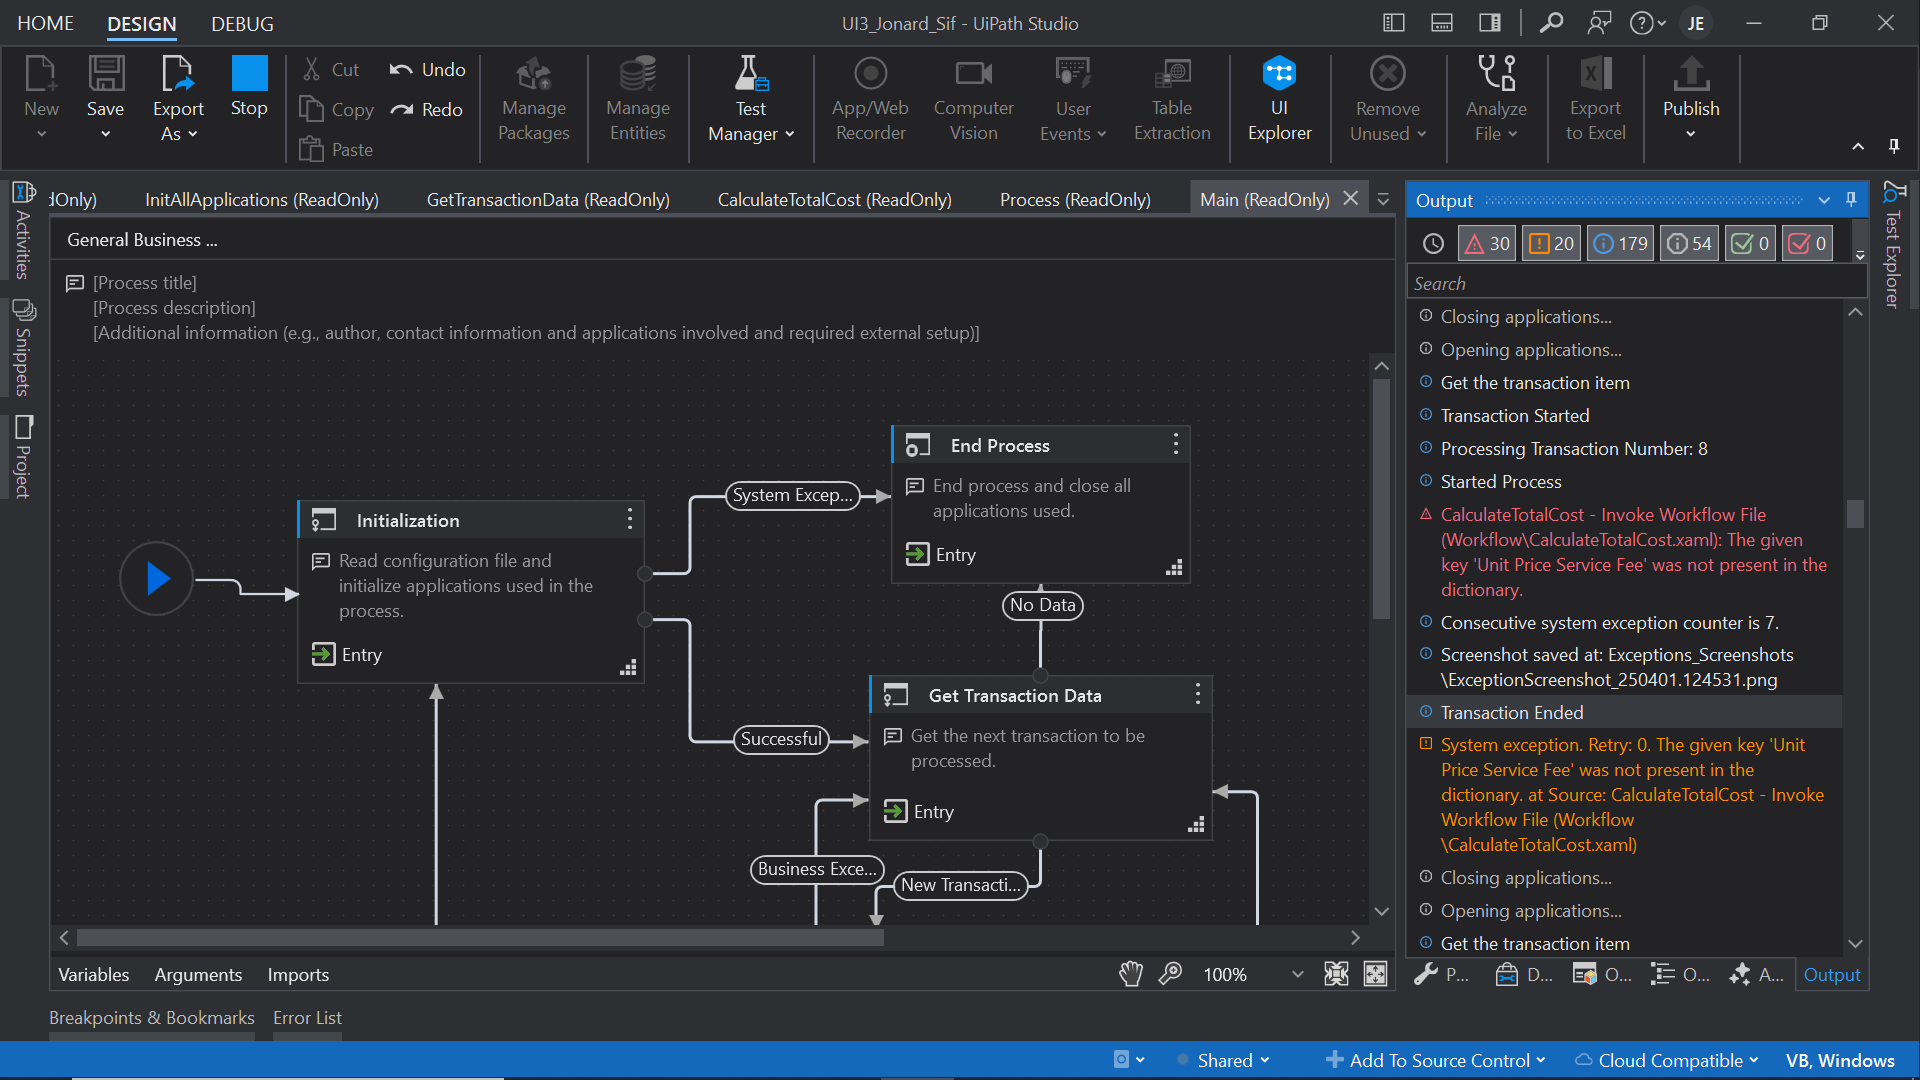 HOME DESIGN DEBUG
UI3_Jonard_Sif - UiPath Studio
JE
New
Save
Export As
Stop
Cut
Copy
Paste
Undo
Redo
Manage Packages
Manage Entities
Test Manager
App/Web Recorder
Computer Vision
User Events
Table Extraction
UI Explorer
Remove Unused
Analyze File
Export to Excel
Publish
dOnly)
InitAllApplications (ReadOnly)
GetTransactionData (ReadOnly)
CalculateTotalCost (ReadOnly)
Process (ReadOnly)
Main (ReadOnly)
Activities
Snippets
Project
General Business ...
[Process title]
[Process description]
[Additional information (e.g., author, contact information and applications involved and required external setup)]
Initialization
Read configuration file and
initialize applications used in the
process.
Entry
System Excep...
End Process
End process and close all
applications used.
Entry
No Data
Successful
Get Transaction Data
Get the next transaction to be
processed.
Entry
Business Exce...
New Transacti...
Variables Arguments Imports
100%
Breakpoints & Bookmarks Error List
Output
30 20 179 54 0 0
Search
Closing applications...
Opening applications...
Get the transaction item
Transaction Started
Processing Transaction Number: 8
Started Process
CalculateTotalCost - Invoke Workflow File
(Workflow\CalculateTotalCost.xaml): The given
key 'Unit Price Service Fee' was not present in the
dictionary.
Consecutive system exception counter is 7.
Screenshot saved at: Exceptions_Screenshots
\ExceptionScreenshot_250401.124531.png
Transaction Ended
System exception. Retry: 0. The given key 'Unit
Price Service Fee' was not present in the
dictionary. at Source: CalculateTotalCost - Invoke
Workflow File (Workflow
\CalculateTotalCost.xaml)
Closing applications...
Opening applications...
Get the transaction item
P... D... O... O... A... Output
Test Explorer
Shared
Add To Source Control
Cloud Compatible
VB, Windows